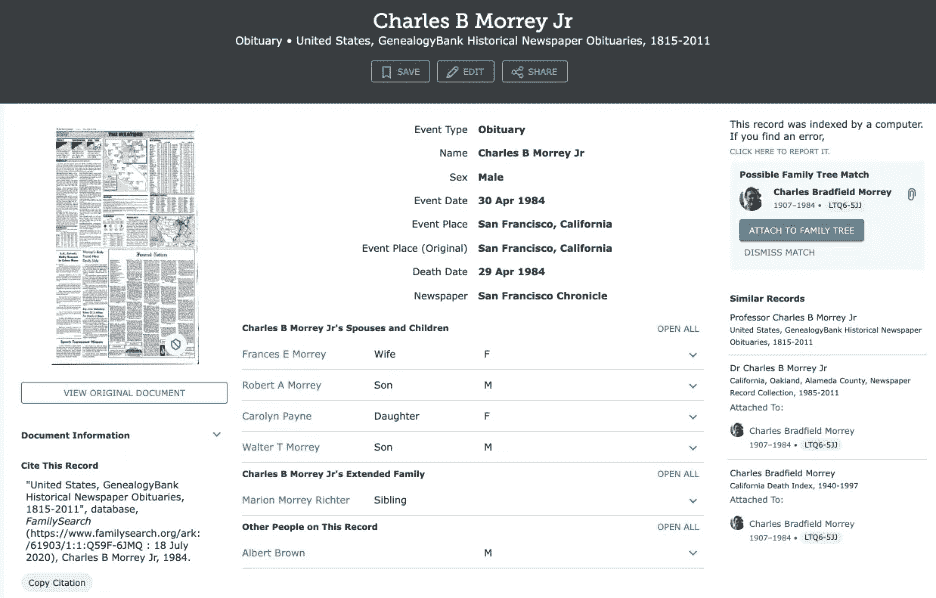 Charles B Morrey Jr
Obituary • United States, GenealogyBank Historical Newspaper Obituaries, 1815-2011
SAVE
EDIT
SHARE
THE WEATHER
Funeral Notices
VIEW ORIGINAL DOCUMENT
Document Information
Cite This Record
"United States, GenealogyBank
Historical Newspaper Obituaries,
1815-2011", database,
FamilySearch
(https://www.familysearch.org/ark:
/61903/1:1:Q59F-6JMQ : 18 July
2020), Charles B Morrey Jr, 1984.
Copy Citation
Event Type Obituary
Name Charles B Morrey Jr
Sex Male
Event Date 30 Apr 1984
Event Place San Francisco, California
Event Place (Original) San Francisco, California
Death Date 29 Apr 1984
Newspaper San Francisco Chronicle
Charles B Morrey Jr's Spouses and Children OPEN ALL
Frances E Morrey Wife F
Robert A Morrey Son M
Carolyn Payne Daughter F
Walter T Morrey Son M
Charles B Morrey Jr's Extended Family OPEN ALL
Marion Morrey Richter Sibling
Other People on This Record OPEN ALL
Albert Brown M
This record was indexed by a computer.
If you find an error,
CLICK HERE TO REPORT IT.
Possible Family Tree Match
Charles Bradfield Morrey
1907-1984 • LTQ6-5JJ
ATTACH TO FAMILY TREE
DISMISS MATCH
Similar Records
Professor Charles B Morrey Jr
United States, GenealogyBank Historical Newspaper
Obituaries, 1815-2011
Dr Charles B Morrey Jr
California, Oakland, Alameda County, Newspaper
Record Collection, 1985-2011
Attached To:
Charles Bradfield Morrey
1907-1984 • LTQ6-5JJ
Charles Bradfield Morrey
California Death Index, 1940-1997
Attached To:
Charles Bradfield Morrey
1907-1984 • LTQ6-5JJ